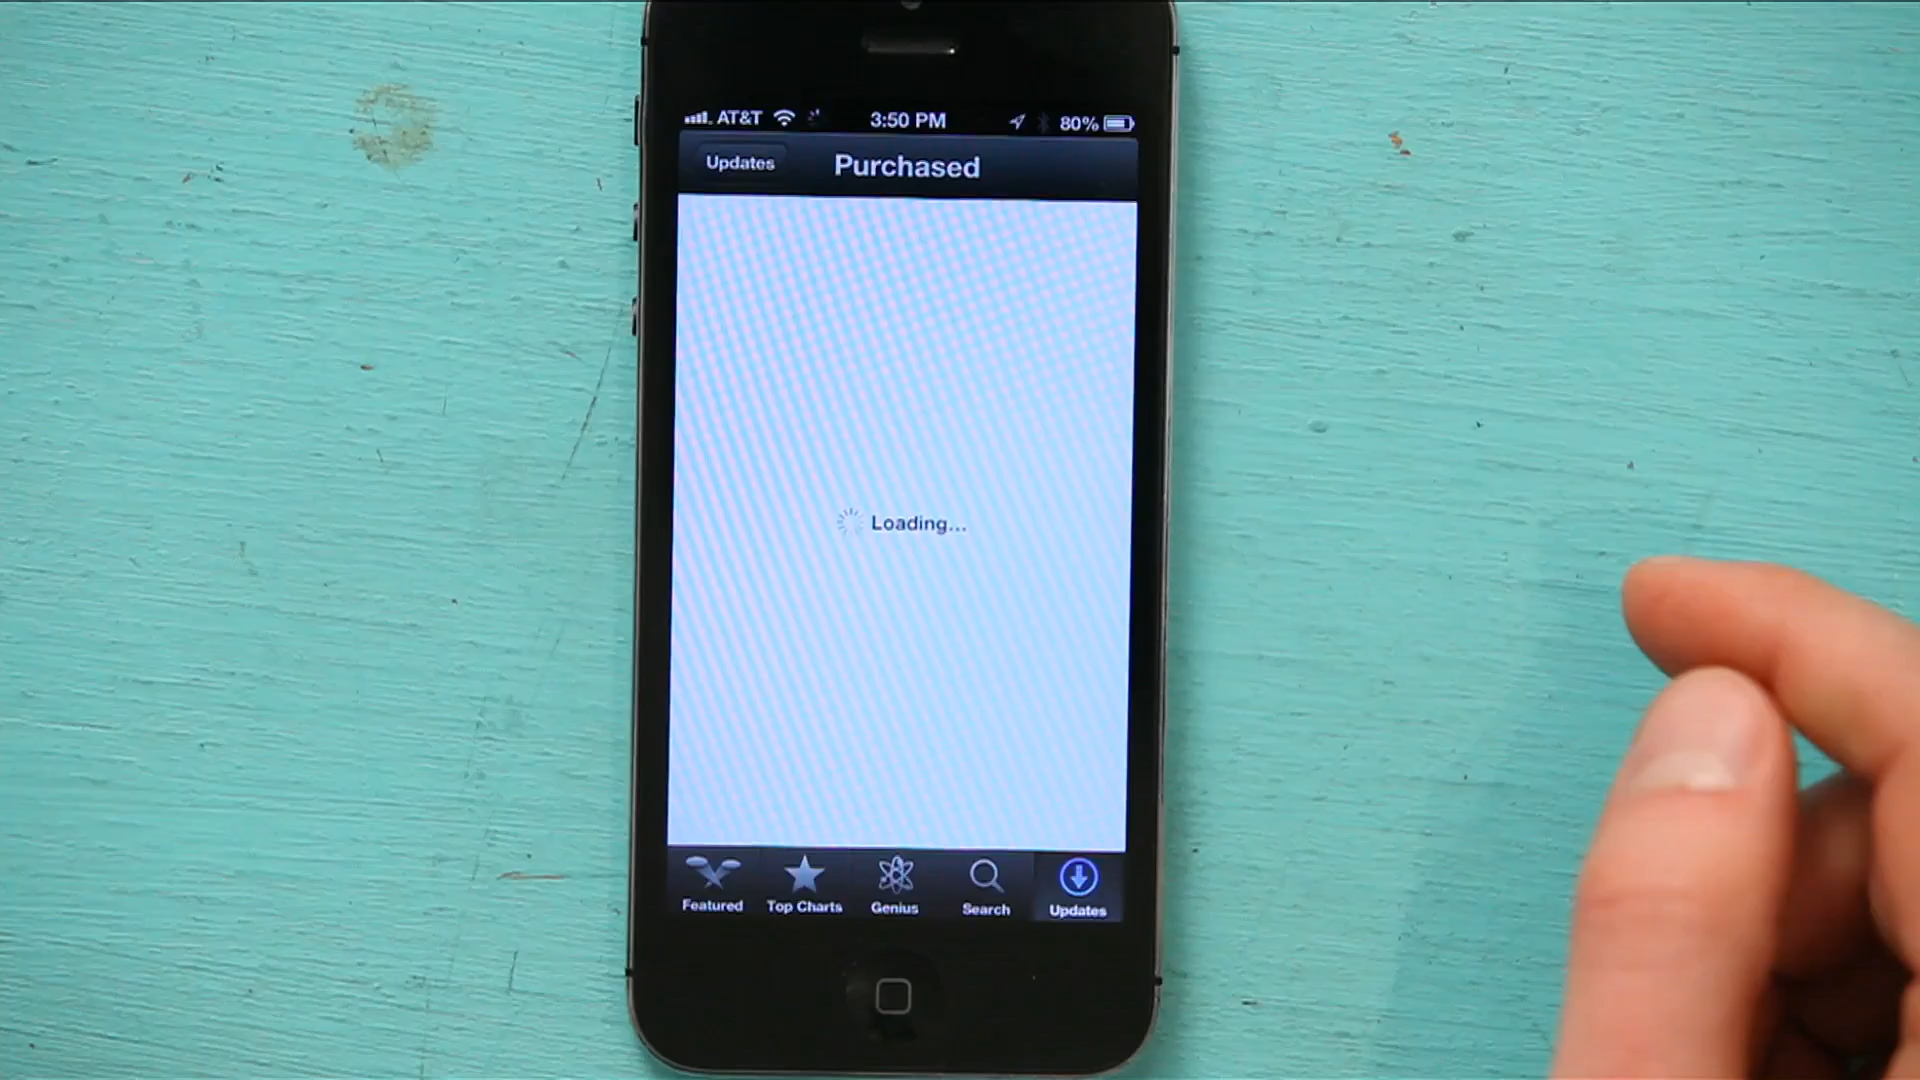 AT&T 3:50 PM 80%
Updates Purchased
Loading...
Featured Top Charts Genius Search Updates